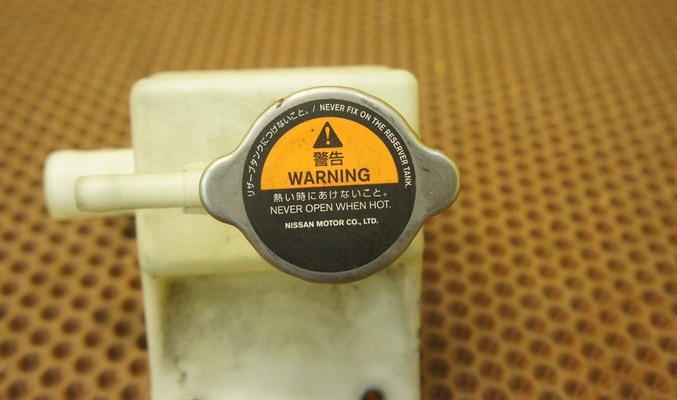 リザーブタンクにつけないこと。/ NEVER FIX ON THE RESERVER TANK.
警告
WARNING
熱い時にあけないこと。
NEVER OPEN WHEN HOT.
NISSAN MOTOR CO., LTD.